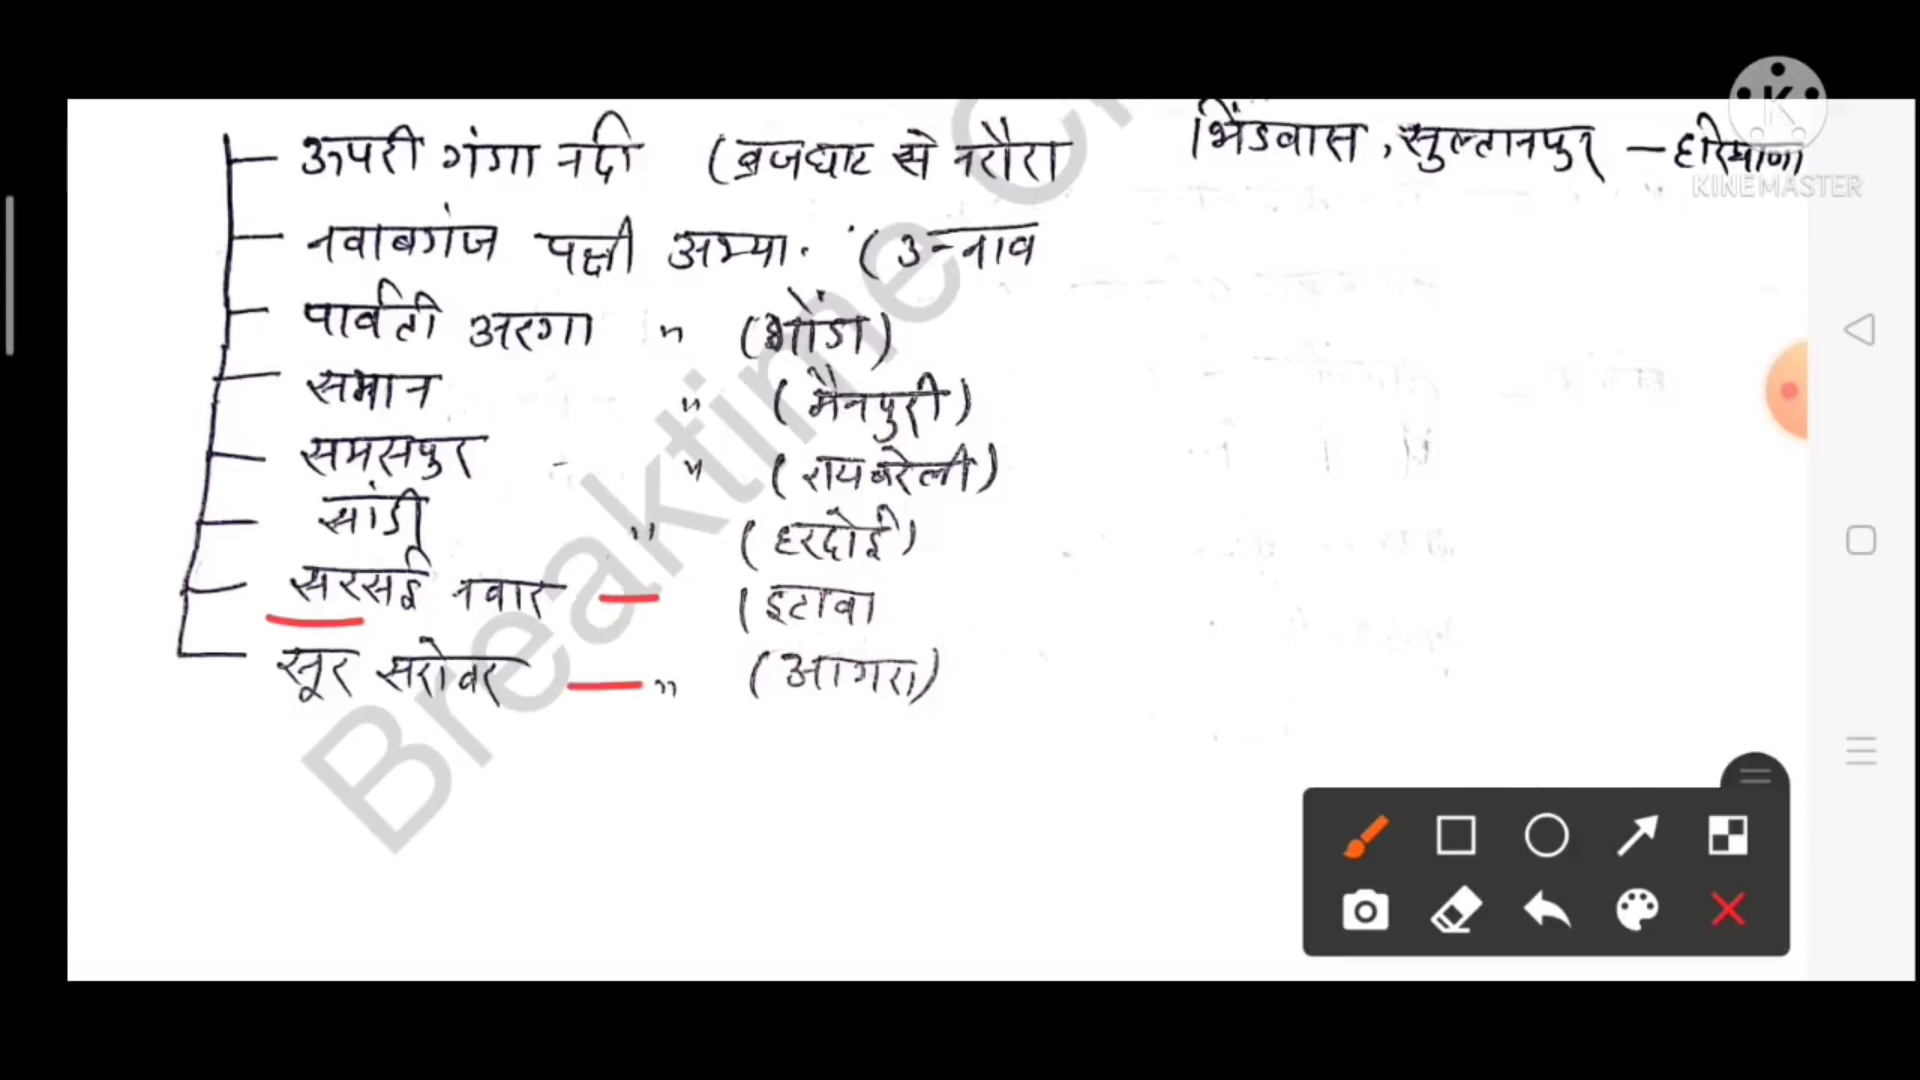 ऊपरी गंगा नदी (ब्रजघाट से नरौरा
नवाबगंज पक्षी अभ्या. (उन्नाव
पार्वती अरगा " (गोंडा)
समान " (मैनपुरी)
समसपुर " (रायबरेली)
सांडी " (हरदोई)
सरसई नवार (इटावा
सूर सरोवर " (आगरा)
भिंडवास, सुल्तानपुर – हरियाणा
KINEMASTER
Breaktime